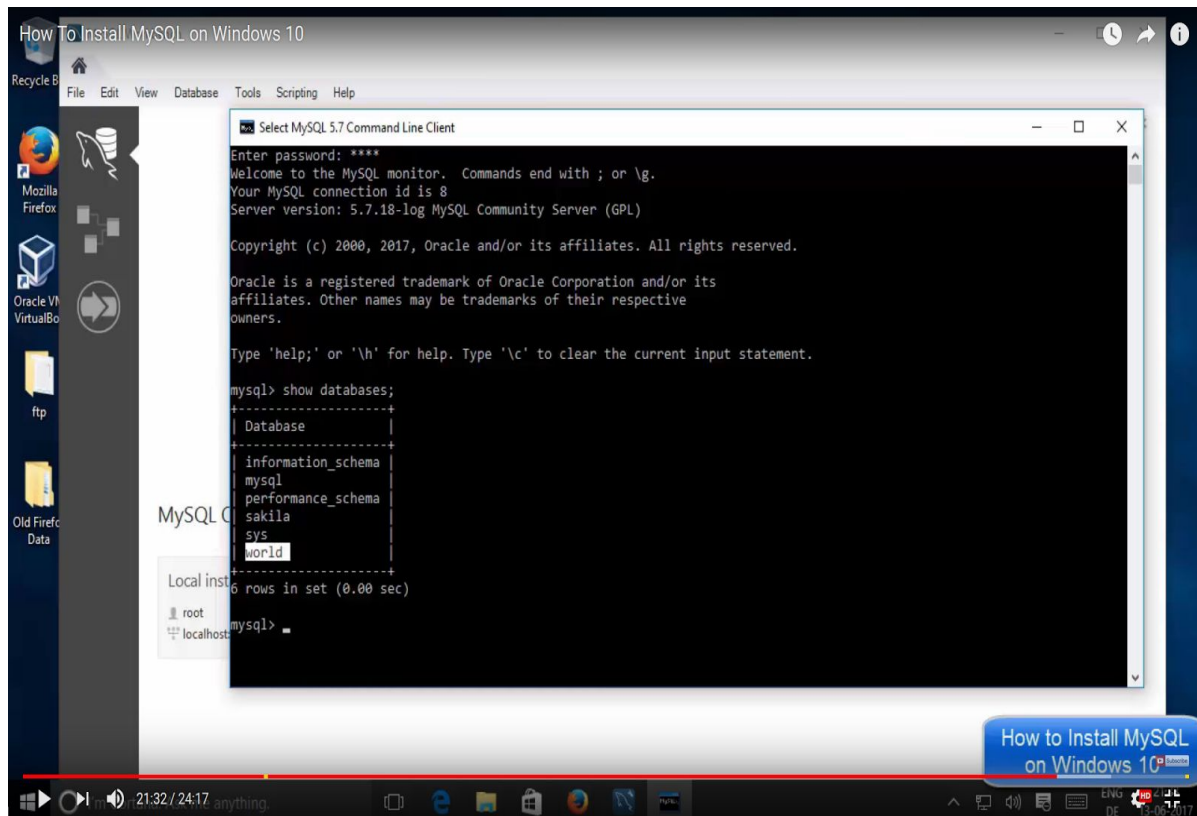 How To Install MySQL on Windows 10
Recycle B
File Edit View Database Tools Scripting Help
Select MySQL 5.7 Command Line Client
Enter password: ****
Welcome to the MySQL monitor.  Commands end with ; or \g.
Your MySQL connection id is 8
Server version: 5.7.18-log MySQL Community Server (GPL)
Copyright (c) 2000, 2017, Oracle and/or its affiliates. All rights reserved.
Oracle is a registered trademark of Oracle Corporation and/or its
affiliates. Other names may be trademarks of their respective
owners.
Type 'help;' or '\h' for help. Type '\c' to clear the current input statement.
mysql> show databases;
+--------------------+
| Database           |
+--------------------+
| information_schema |
| mysql              |
| performance_schema |
| sakila             |
| sys                |
| world              |
+--------------------+
6 rows in set (0.00 sec)
mysql>
Mozilla
Firefox
Oracle VM
VirtualBo
ftp
Old Firefo
Data
MySQL C
Local inst
root
localhost:
How to Install MySQL
on Windows 10
Subscribe
21:32 / 24:17
anything.
ENG
DE
HD
13-06-2017